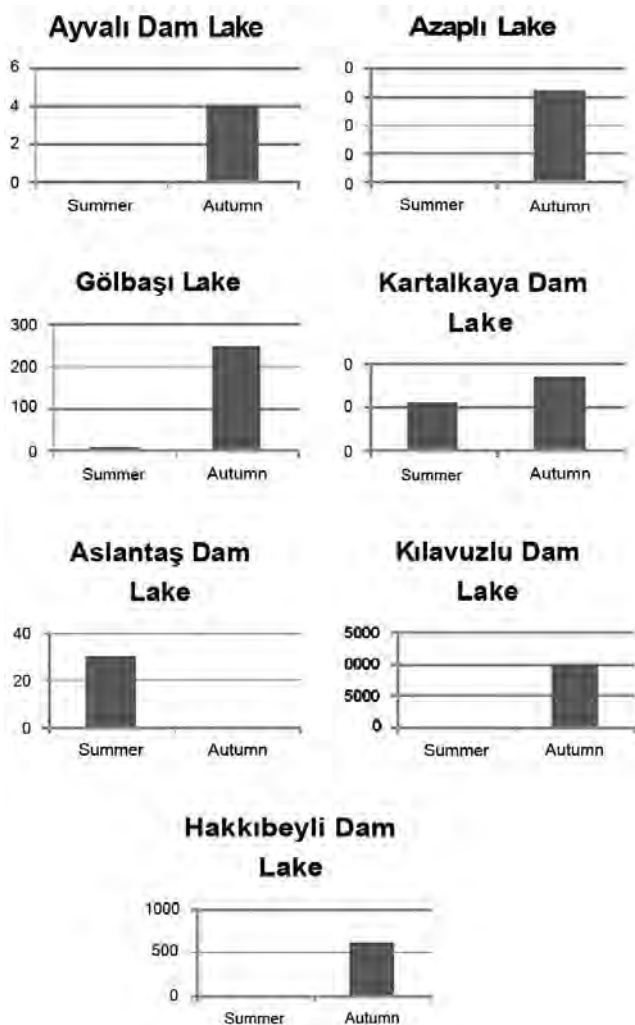 Ayvalı Dam Lake
6
4
2
0
Summer Autumn
Azaplı Lake
0
0
0
0
0
Summer Autumn
Gölbaşı Lake
300
200
100
0
Summer Autumn
Kartalkaya Dam
Lake
0
0
0
Summer Autumn
Aslantaş Dam
Lake
40
20
0
Summer Autumn
Kılavuzlu Dam
Lake
5000
0000
5000
0
Summer Autumn
Hakkıbeyli Dam
Lake
1000
500
0
Summer Autumn